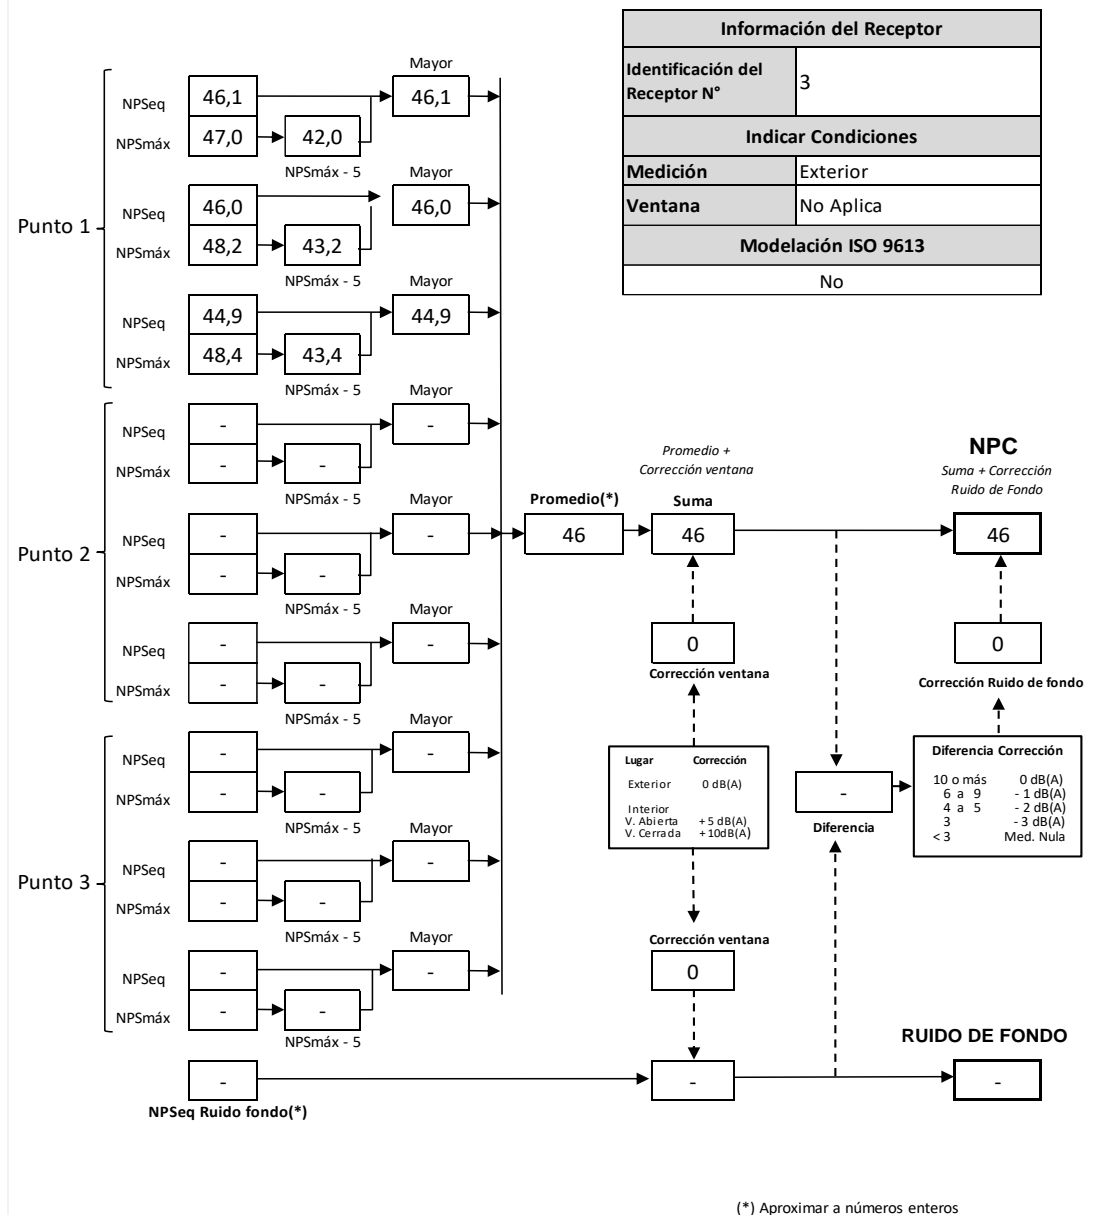 Información del Receptor
Identificación del
Receptor N°
3
Indicar Condiciones
Medición Exterior
Ventana No Aplica
Modelación ISO 9613
No
Punto 1
Mayor
NPSeq 46,1 46,1
NPSmáx 47,0 42,0
NPSmáx - 5 Mayor
NPSeq 46,0 46,0
NPSmáx 48,2 43,2
NPSmáx - 5 Mayor
NPSeq 44,9 44,9
NPSmáx 48,4 43,4
NPSmáx - 5 Mayor
Punto 2
NPSeq - -
NPSmáx - -
NPSmáx - 5 Mayor
NPSeq - -
NPSmáx - -
NPSmáx - 5 Mayor
NPSeq - -
NPSmáx - -
NPSmáx - 5 Mayor
Punto 3
NPSeq - -
NPSmáx - -
NPSmáx - 5 Mayor
NPSeq - -
NPSmáx - -
NPSmáx - 5 Mayor
NPSeq - -
NPSmáx - -
NPSmáx - 5
-
NPSeq Ruido fondo(*)
Promedio(*)
46
Promedio +
Corrección ventana
Suma
46
0
Corrección ventana
Lugar Corrección
Exterior 0 dB(A)
Interior
V. Abierta + 5 dB(A)
V. Cerrada + 10dB(A)
Corrección ventana
0
-
-
Diferencia
NPC
Suma + Corrección
Ruido de Fondo
46
0
Corrección Ruido de fondo
Diferencia Corrección
10 o más 0 dB(A)
6 a 9 - 1 dB(A)
4 a 5 - 2 dB(A)
3 - 3 dB(A)
< 3 Med. Nula
RUIDO DE FONDO
-
(*) Aproximar a números enteros